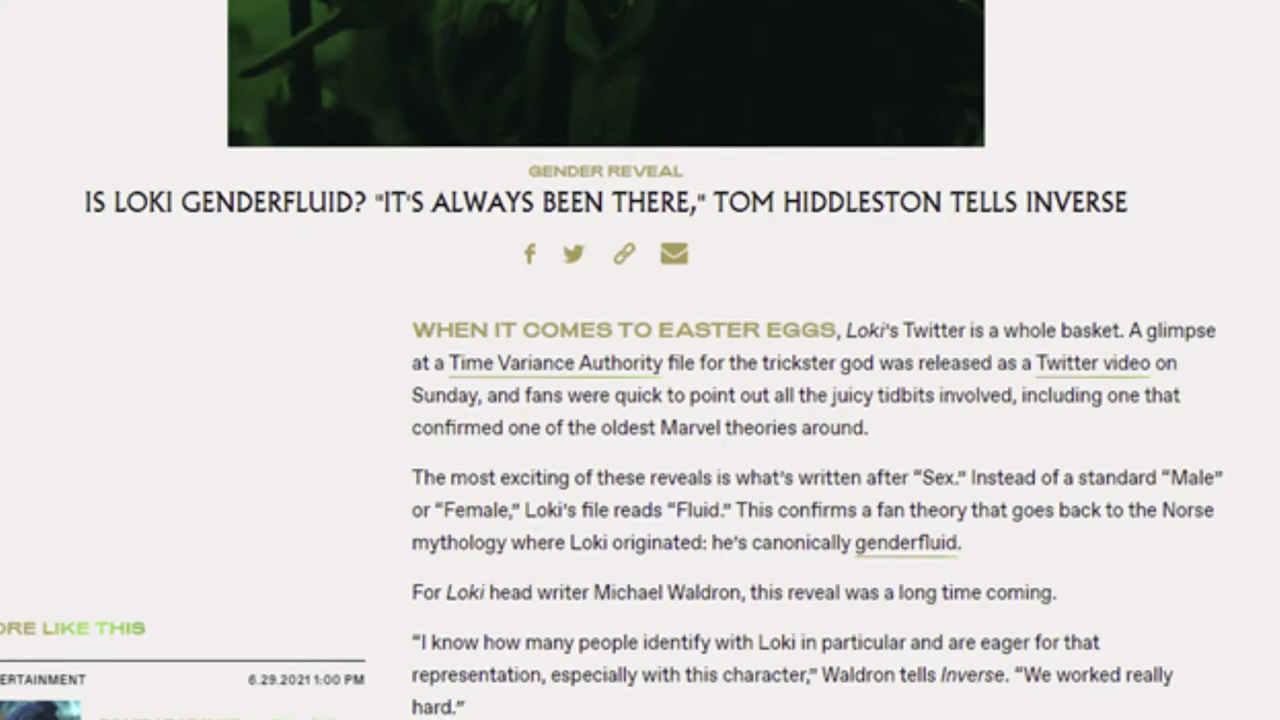 GENDER REVEAL
IS LOKI GENDERFLUID? "IT'S ALWAYS BEEN THERE," TOM HIDDLESTON TELLS INVERSE
WHEN IT COMES TO EASTER EGGS, Loki's Twitter is a whole basket. A glimpse
at a Time Variance Authority file for the trickster god was released as a Twitter video on
Sunday, and fans were quick to point out all the juicy tidbits involved, including one that
confirmed one of the oldest Marvel theories around.
The most exciting of these reveals is what's written after “Sex.” Instead of a standard “Male”
or “Female,” Loki's file reads “Fluid.” This confirms a fan theory that goes back to the Norse
mythology where Loki originated: he's canonically genderfluid.
For Loki head writer Michael Waldron, this reveal was a long time coming.
“I know how many people identify with Loki in particular and are eager for that
representation, especially with this character,” Waldron tells Inverse. “We worked really
hard.”
ORE LIKE THIS
ERTAINMENT 6.29.2021 1:00 PM